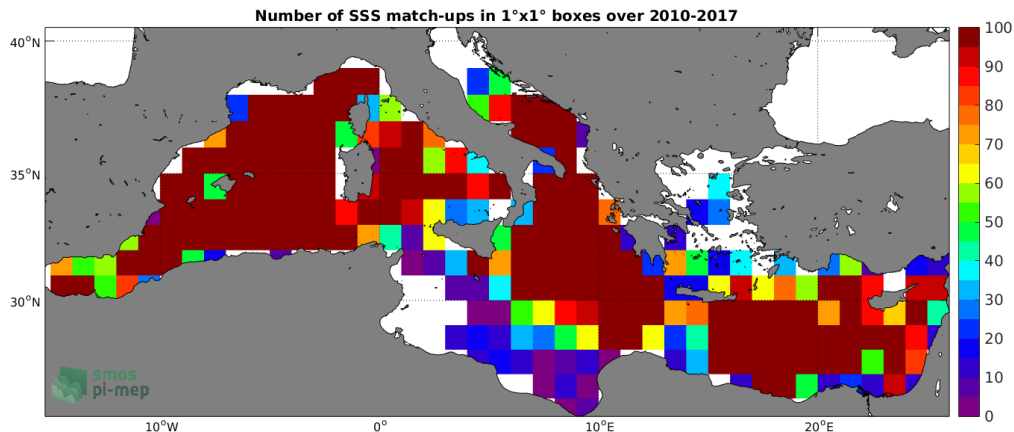 Number of SSS match-ups in 1°x1° boxes over 2010-2017
40°N
35°N
30°N
10°W
0°
10°E
20°E
100
90
80
70
60
50
40
30
20
10
0
smos
pi-mep